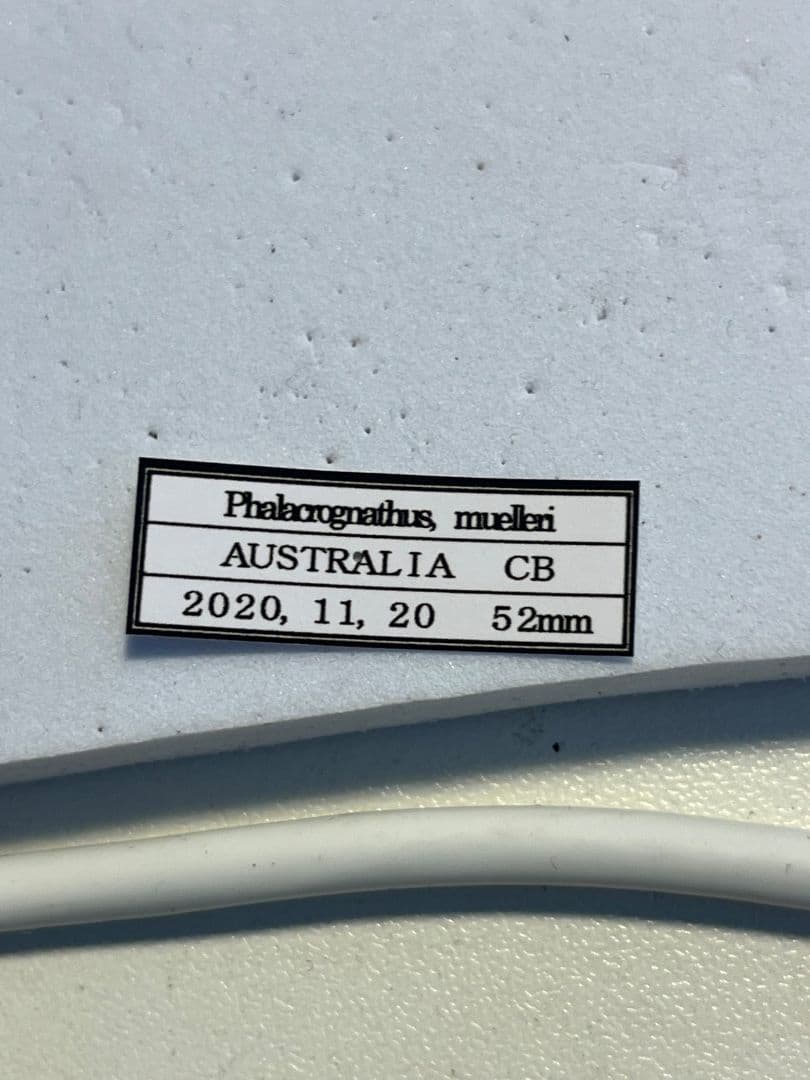 Phalacrognathus, muelleri
AUSTRALIA CB
2020, 11, 20 52mm